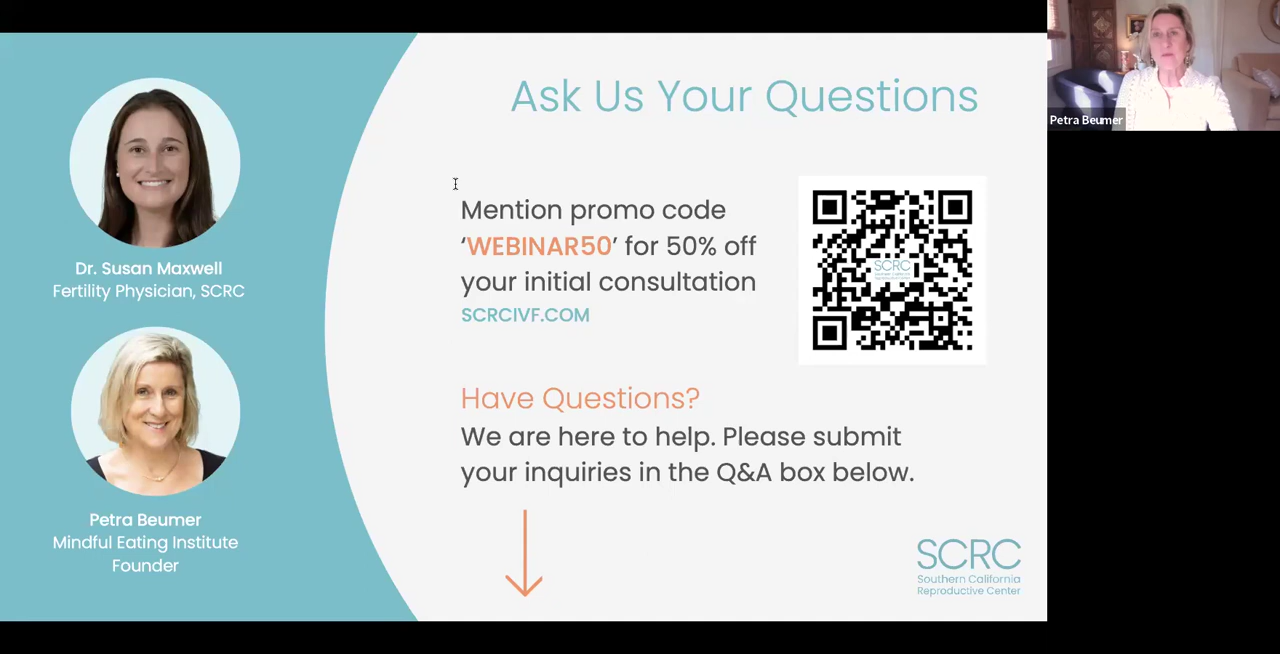 Ask Us Your Questions
Petra Beumer
Dr. Susan Maxwell
Fertility Physician, SCRC
Petra Beumer
Mindful Eating Institute
Founder
Mention promo code
‘WEBINAR50’ for 50% off
your initial consultation
SCRCIVF.COM
SCRC
Have Questions?
We are here to help. Please submit
your inquiries in the Q&A box below.
SCRC
Southern California
Reproductive Center